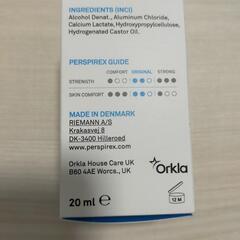 INGREDIENTS (INCI)
Alcohol Denat., Aluminum Chloride,
Calcium Lactate, Hydroxypropylcellulose,
Hydrogenated Castor Oil.
PERSPIREX GUIDE
COMFORT ORIGINAL STRONG
STRENGTH
SKIN COMFORT
MADE IN DENMARK
RIEMANN A/S
Krakasvej 8
DK-3400 Hilleroed
www.perspirex.com
Orkla House Care UK
B60 4AE Worcs., UK
Orkla
20 ml e
12 M